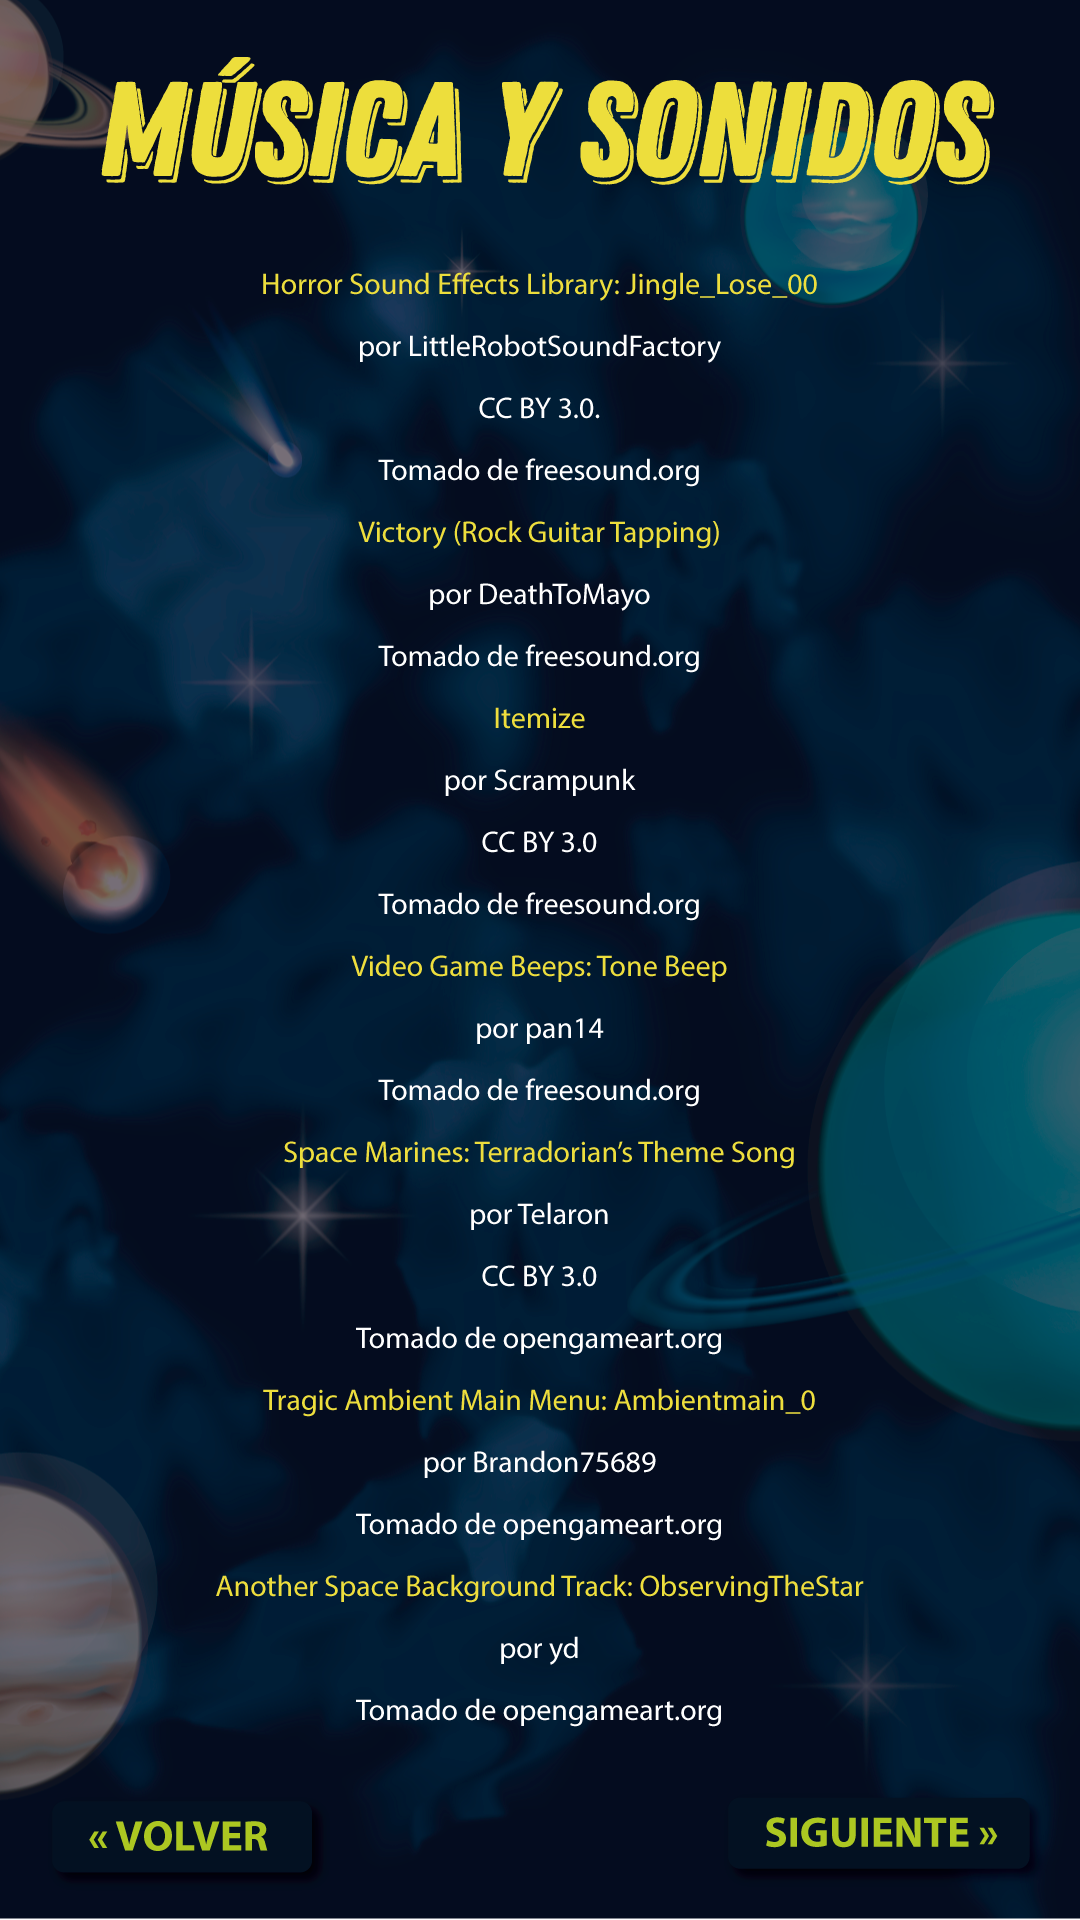 MÚSICA Y SONIDOS
Horror Sound Effects Library: Jingle_Lose_00
por LittleRobotSoundFactory
CC BY 3.0.
Tomado de freesound.org
Victory (Rock Guitar Tapping)
por DeathToMayo
Tomado de freesound.org
Itemize
por Scrampunk
CC BY 3.0
Tomado de freesound.org
Video Game Beeps: Tone Beep
por pan14
Tomado de freesound.org
Space Marines: Terradorian’s Theme Song
por Telaron
CC BY 3.0
Tomado de opengameart.org
Tragic Ambient Main Menu: Ambientmain_0
por Brandon75689
Tomado de opengameart.org
Another Space Background Track: ObservingTheStar
por yd
Tomado de opengameart.org
« VOLVER
SIGUIENTE »